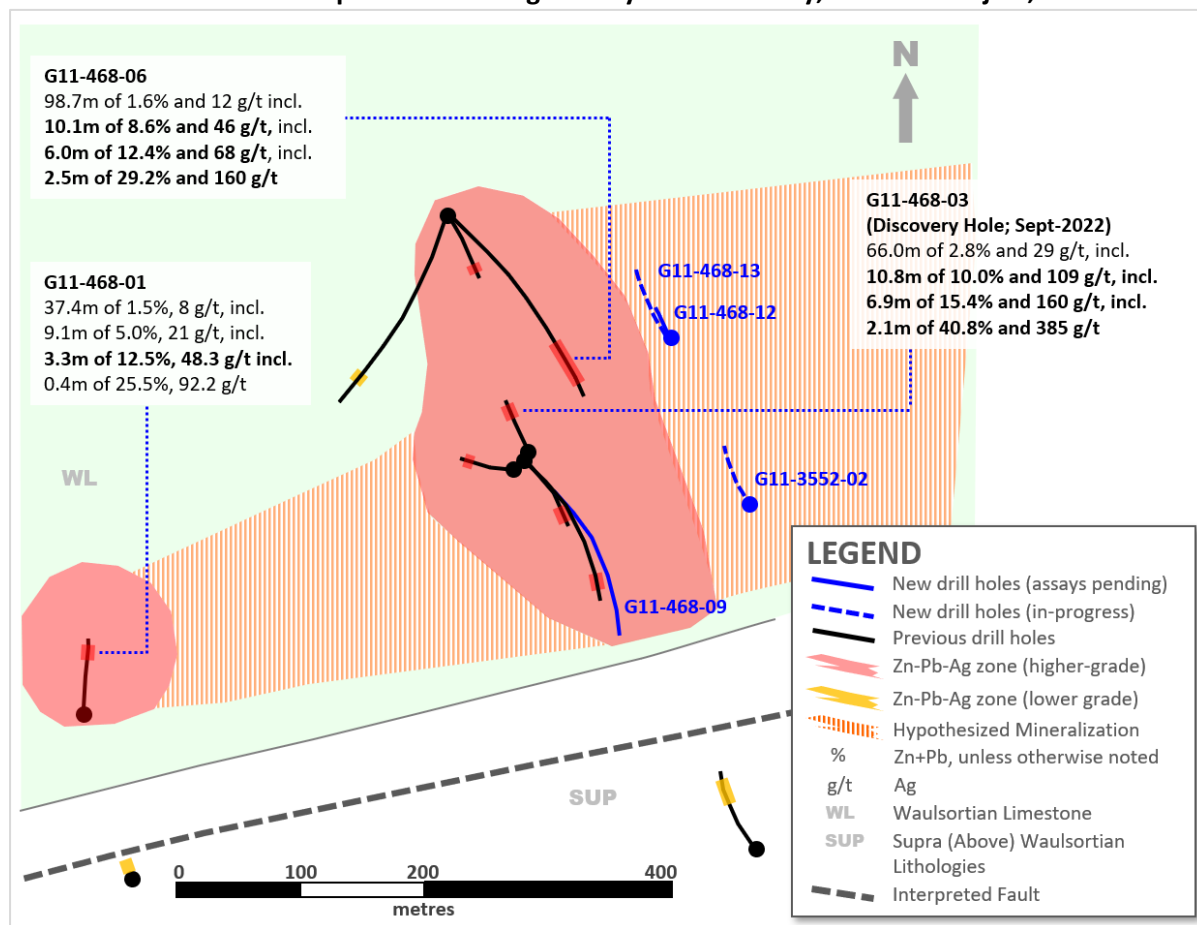 N
G11-468-06
98.7m of 1.6% and 12 g/t incl.
10.1m of 8.6% and 46 g/t, incl.
6.0m of 12.4% and 68 g/t, incl.
2.5m of 29.2% and 160 g/t
G11-468-03
(Discovery Hole; Sept-2022)
66.0m of 2.8% and 29 g/t, incl.
10.8m of 10.0% and 109 g/t, incl.
6.9m of 15.4% and 160 g/t, incl.
2.1m of 40.8% and 385 g/t
G11-468-01
37.4m of 1.5%, 8 g/t, incl.
9.1m of 5.0%, 21 g/t, incl.
3.3m of 12.5%, 48.3 g/t incl.
0.4m of 25.5%, 92.2 g/t
G11-468-13
G11-468-12
WL
G11-3552-02
G11-468-09
SUP
0 100 200 400
metres
LEGEND
New drill holes (assays pending)
New drill holes (in-progress)
Previous drill holes
Zn-Pb-Ag zone (higher-grade)
Zn-Pb-Ag zone (lower grade)
Hypothesized Mineralization
% Zn+Pb, unless otherwise noted
g/t Ag
WL Waulsortian Limestone
SUP Supra (Above) Waulsortian
Lithologies
Interpreted Fault